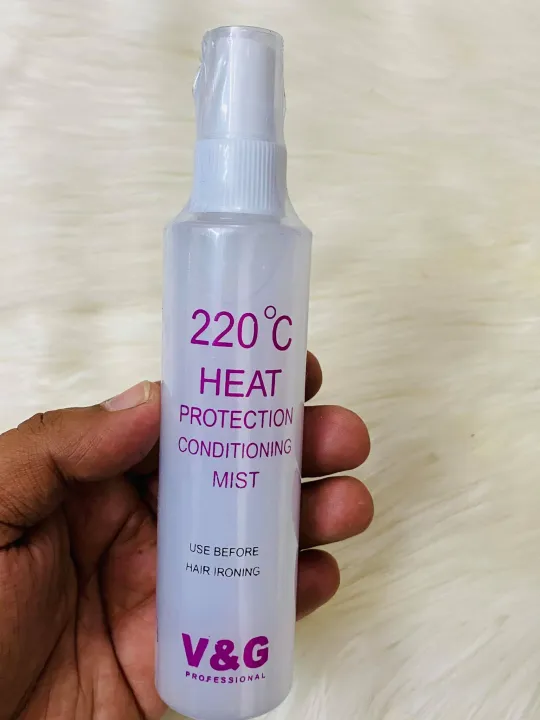 220°C
HEAT
PROTECTION
CONDITIONING
MIST
USE BEFORE
HAIR IRONING
V&G
PROFESSIONAL